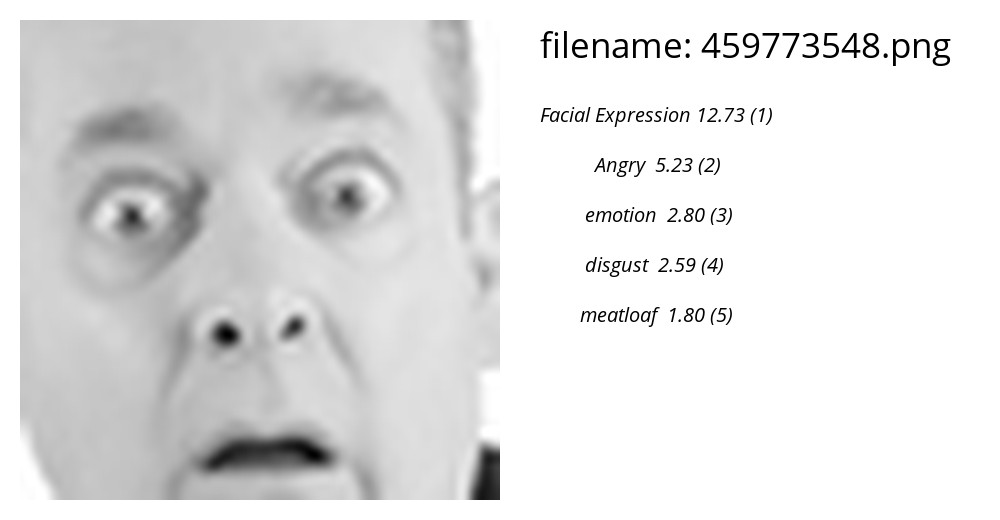 filename: 459773548.png
Facial Expression 12.73 (1)
Angry 5.23 (2)
emotion 2.80 (3)
disgust 2.59 (4)
meatloaf 1.80 (5)